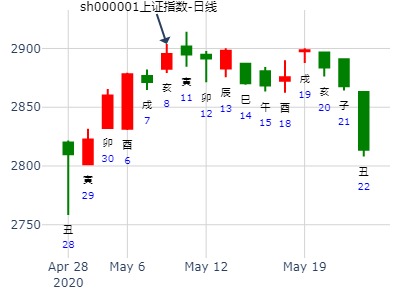 sh000001上证指数-日线
2900
2850
2800
2750
丑
28
寅
29
卯
30
酉
6
戌
7
亥
8
寅
11
卯
12
辰
13
巳
14
午
15
酉
18
戌
19
亥
20
子
21
丑
22
Apr 28
2020
May 6
May 12
May 19